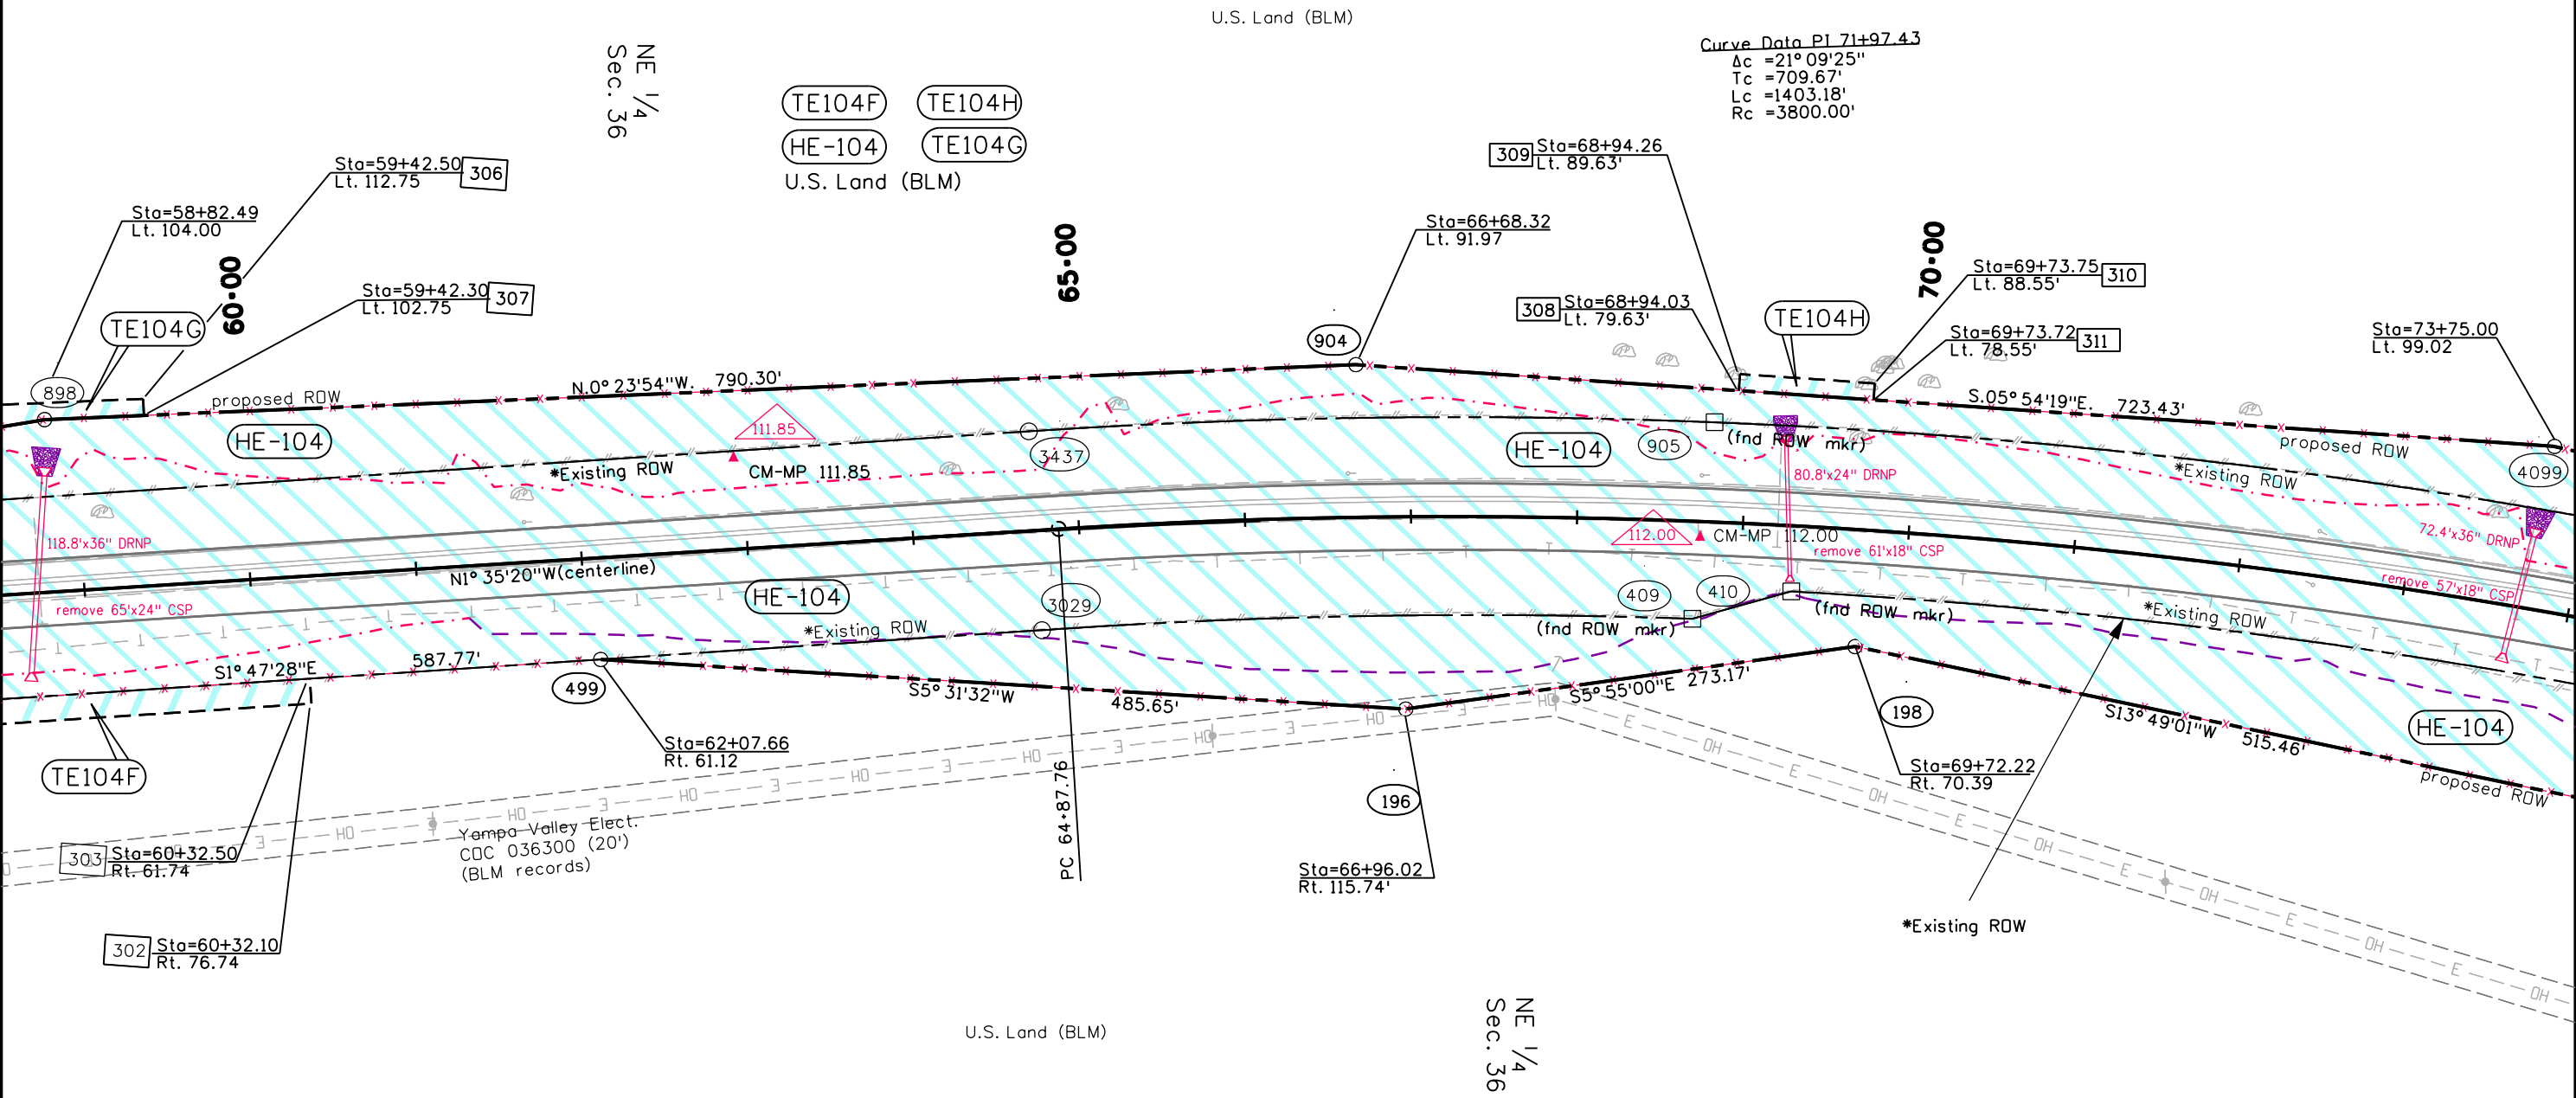 U.S. Land (BLM)
NE 1/4
Sec. 36
Curve Data PI 71+97.43
Δc =21° 09'25"
Tc =709.67'
Lc =1403.18'
Rc =3800.00'
TE104F
TE104H
HE-104
TE104G
U.S. Land (BLM)
Sta=59+42.50
Lt. 112.75
306
Sta=58+82.49
Lt. 104.00
60+00
Sta=59+42.30
Lt. 102.75
307
TE104G
898
proposed ROW
65+00
309
Sta=68+94.26
Lt. 89.63'
Sta=66+68.32
Lt. 91.97
308
Sta=68+94.03
Lt. 79.63'
904
TE104H
70+00
Sta=69+73.75
Lt. 88.55'
310
Sta=69+73.72
Lt. 78.55'
311
Sta=73+75.00
Lt. 99.02
N.0° 23'54"W. 790.30'
S.05° 54'19"E. 723.43'
proposed ROW
HE-104
111.85
*Existing ROW
CM-MP 111.85
3437
HE-104
905
(fnd ROW mkr)
*Existing ROW
4099
80.8'x24" DRNP
118.8'x36" DRNP
72.4'x36" DRNP
112.00
CM-MP 112.00
remove 61'x18" CSP
remove 57'x18" CSP
N1° 35'20"W(centerline)
remove 65'x24" CSP
HE-104
3029
409
410
*Existing ROW
(fnd ROW mkr)
(fnd ROW mkr)
*Existing ROW
S1° 47'28"E
587.77'
499
S5° 31'32"W
485.65'
S5° 55'00"E 273.17'
198
S13° 49'01"W
515.46'
HE-104
proposed ROW
TE104F
Sta=62+07.66
Rt. 61.12
PC 64+87.76
196
Sta=69+72.22
Rt. 70.39
303
Sta=60+32.50
Rt. 61.74
Yampa Valley Elect.
COC 036300 (20')
(BLM records)
Sta=66+96.02
Rt. 115.74'
302
Sta=60+32.10
Rt. 76.74
*Existing ROW
E OH E OH E OH E OH E OH E OH
E OH E OH E OH E OH E OH E OH
U.S. Land (BLM)
NE 1/4
Sec. 36